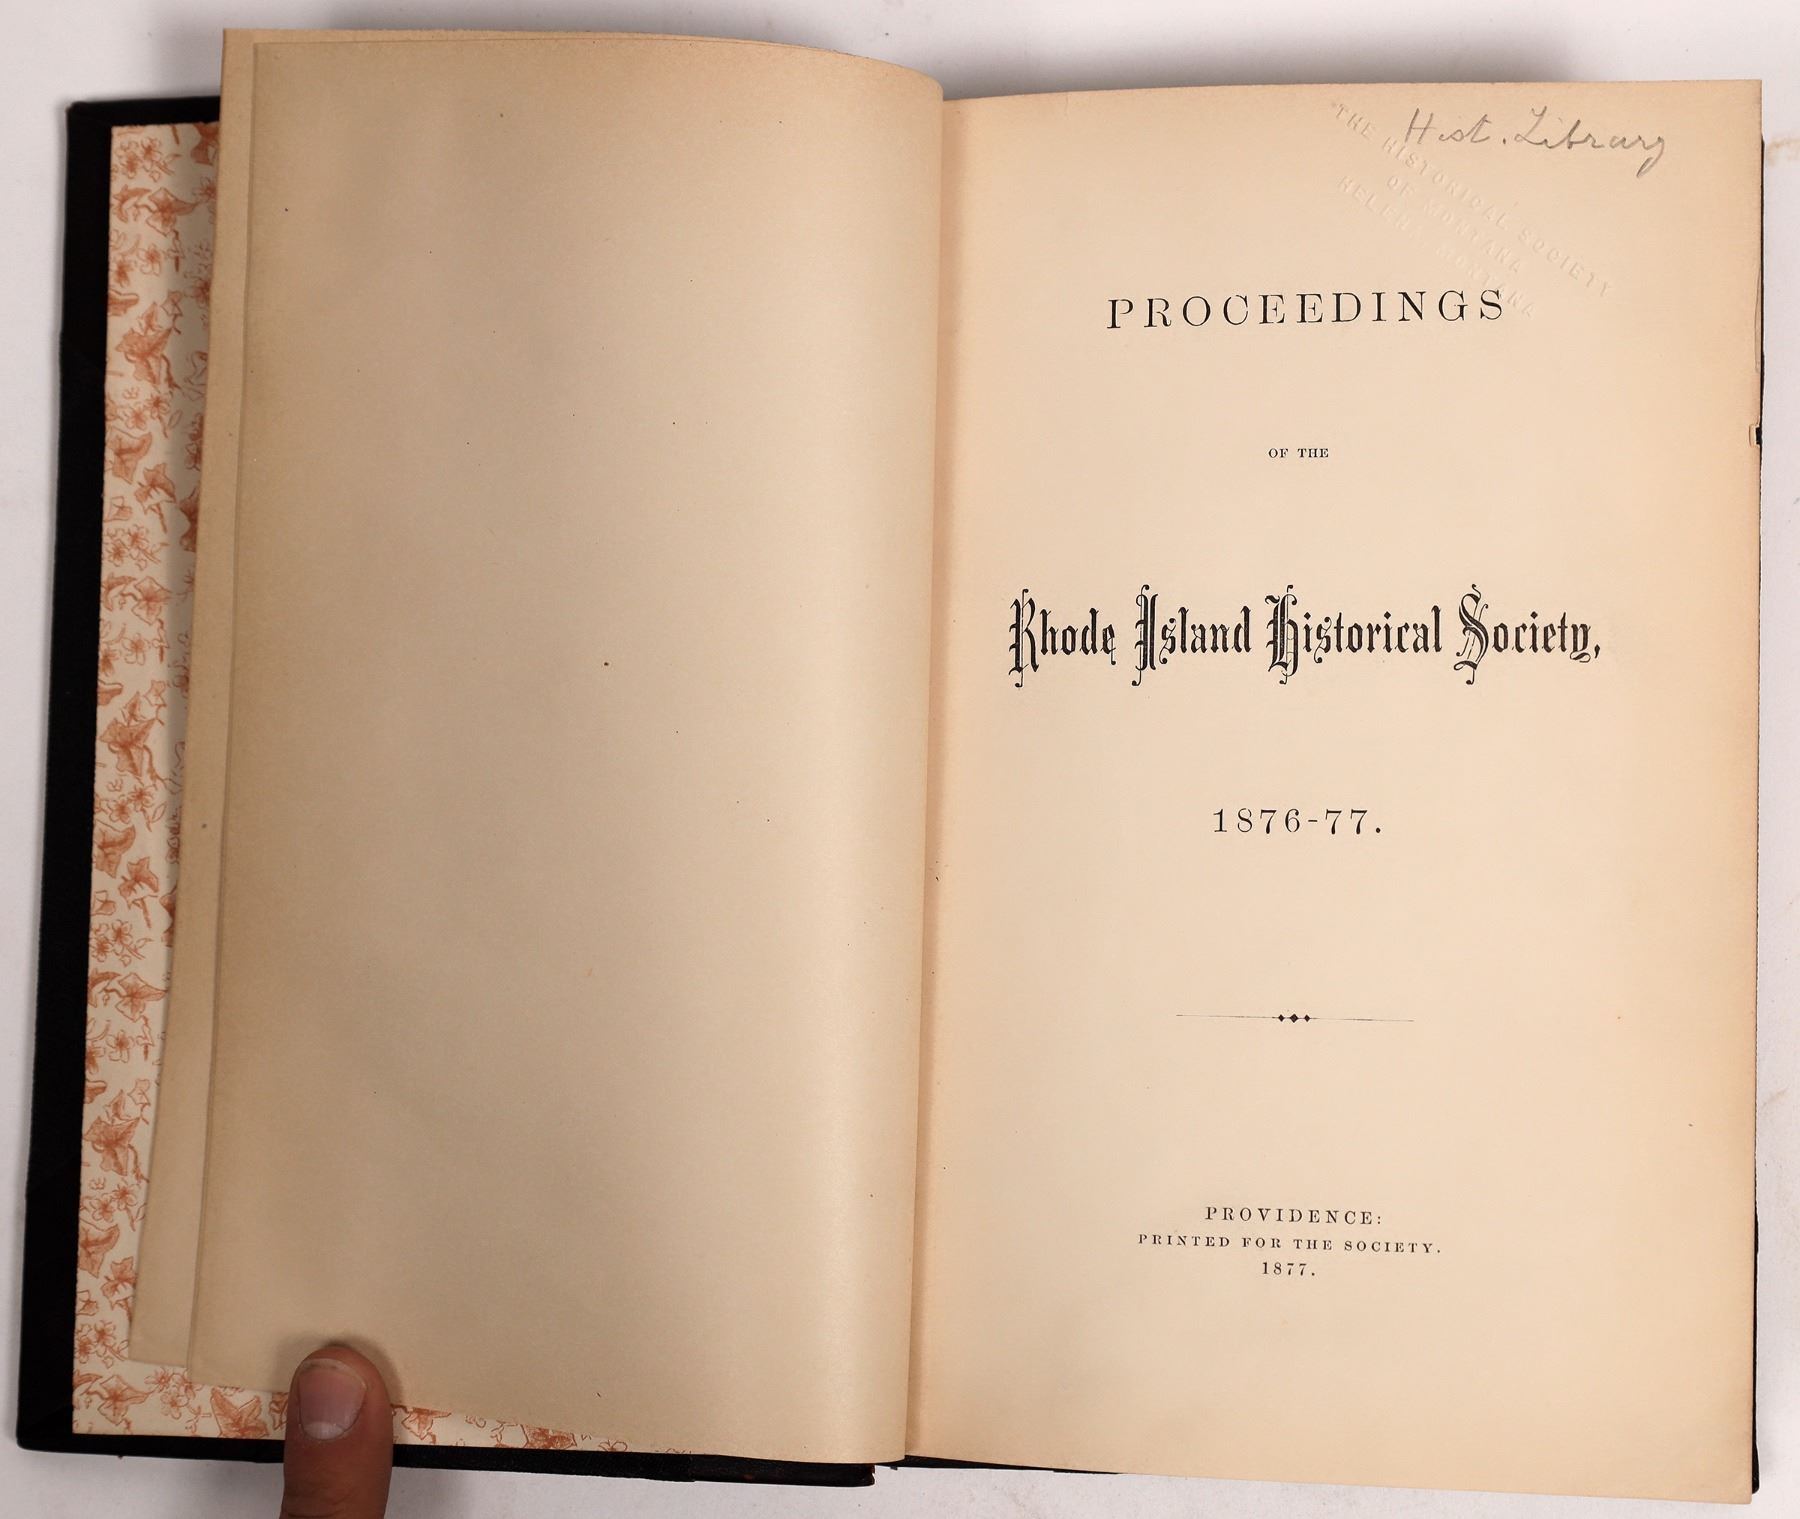 Hist. Library
THE HISTORICAL SOCIETY
OF MONTANA
HELENA, MONTANA
PROCEEDINGS
OF THE
Rhode Island Historical Society,
1876-77.
PROVIDENCE:
PRINTED FOR THE SOCIETY.
1877.